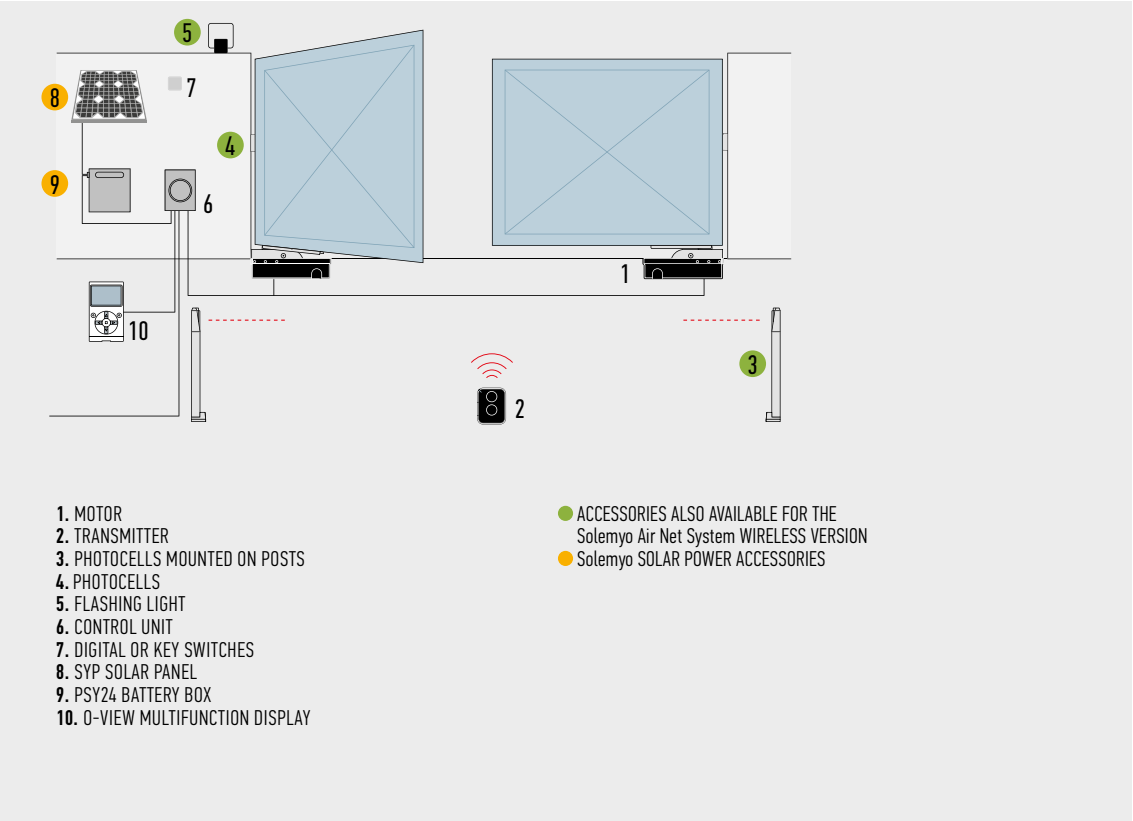 5
8
7
4
9
6
1
10
3
2
1. MOTOR
2. TRANSMITTER
3. PHOTOCELLS MOUNTED ON POSTS
4. PHOTOCELLS
5. FLASHING LIGHT
6. CONTROL UNIT
7. DIGITAL OR KEY SWITCHES
8. SYP SOLAR PANEL
9. PSY24 BATTERY BOX
10. O-VIEW MULTIFUNCTION DISPLAY
ACCESSORIES ALSO AVAILABLE FOR THE
Solemyo Air Net System WIRELESS VERSION
Solemyo SOLAR POWER ACCESSORIES